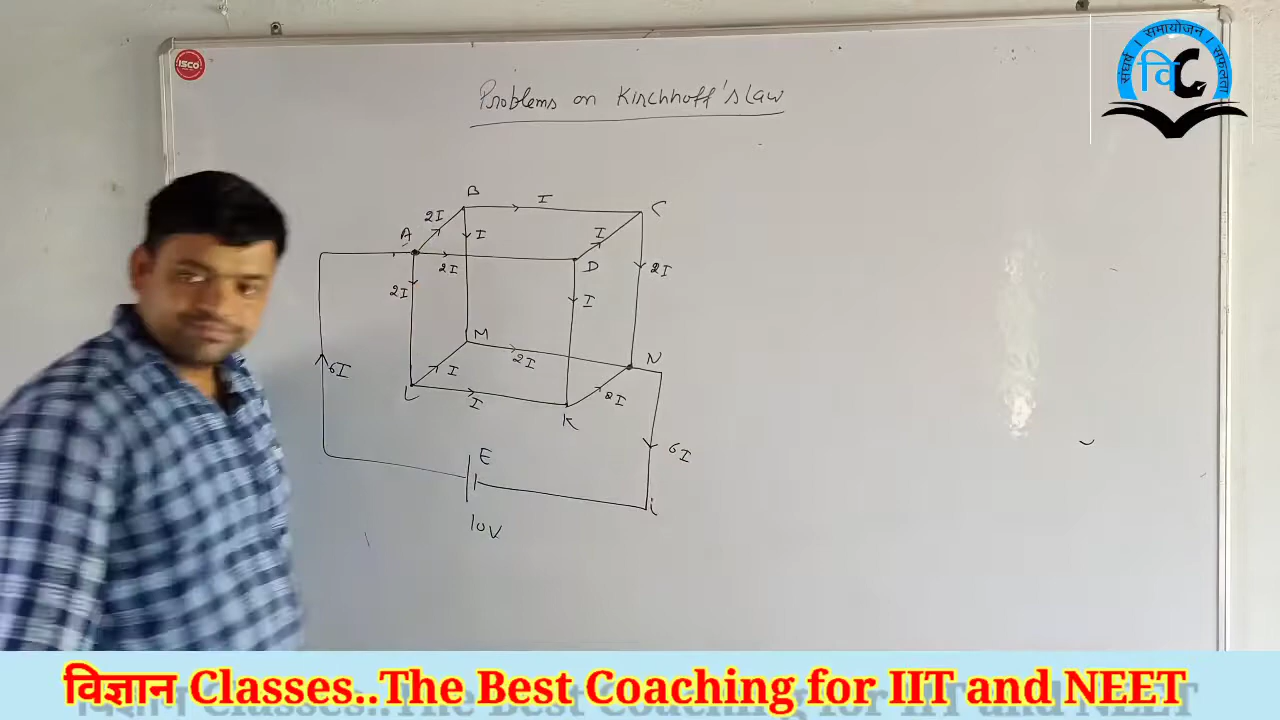 ISCO
संघर्ष । समायोजन । सफलता
विC
Problems on Kirchhoff's Law
B
I
C
2I
A
I
I
2I
D
2I
2I
I
M
2I
N
6I
I
L
I
2I
K
E
6I
10V
विज्ञान Classes..The Best Coaching for IIT and NEET